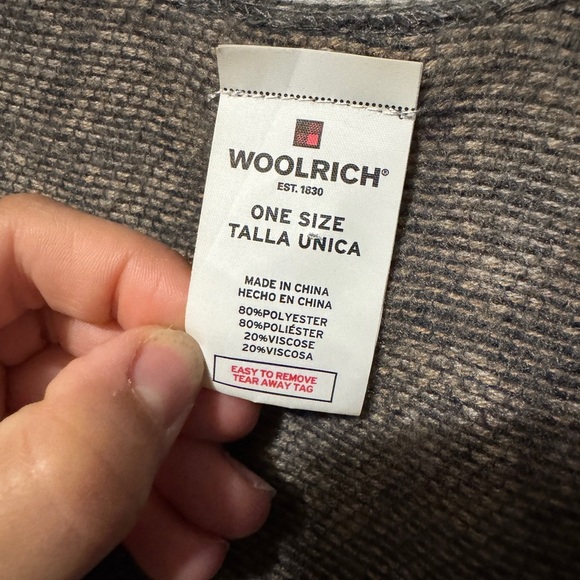 WOOLRICH®
EST. 1830
ONE SIZE
TALLA UNICA
MADE IN CHINA
HECHO EN CHINA
80%POLYESTER
80%POLIÉSTER
20%VISCOSE
20%VISCOSA
EASY TO REMOVE
TEAR AWAY TAG